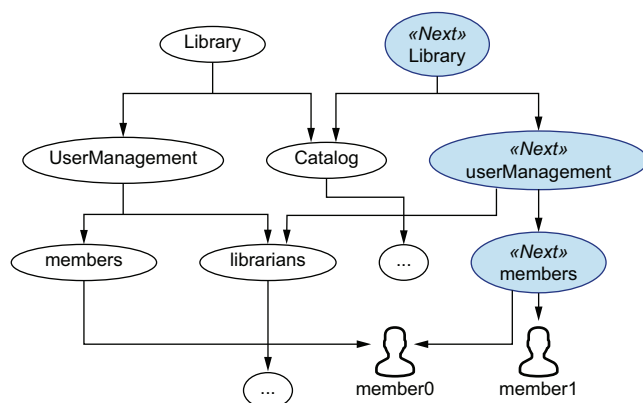 Library
«Next»
Library
UserManagement
Catalog
«Next»
userManagement
members
librarians
...
«Next»
members
...
member0
member1